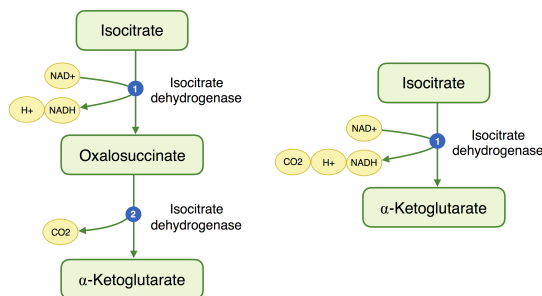 Isocitrate
NAD+
1
Isocitrate
dehydrogenase
H+
NADH
Oxalosuccinate
2
Isocitrate
dehydrogenase
CO2
α-Ketoglutarate
Isocitrate
NAD+
1
Isocitrate
dehydrogenase
CO2
H+
NADH
α-Ketoglutarate